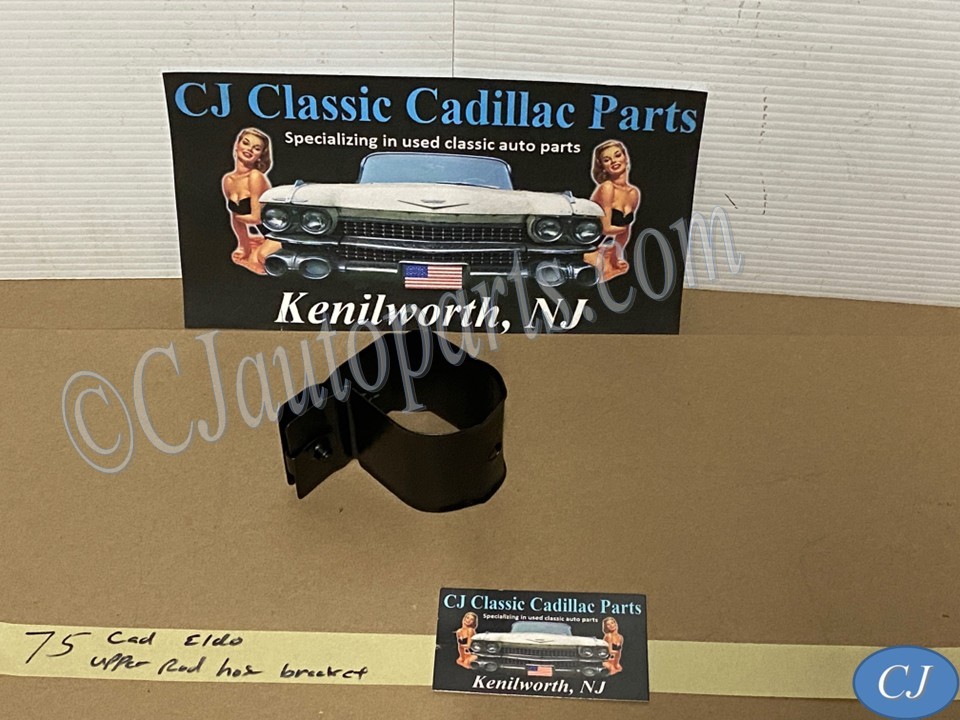 CJ Classic Cadillac Parts
Specializing in used classic auto parts
Kenilworth, NJ
©CJautoparts.com
75 Cad Eldo
upper Rad hose bracket
CJ Classic Cadillac Parts
Specializing in used classic auto parts
Kenilworth, NJ
CJ